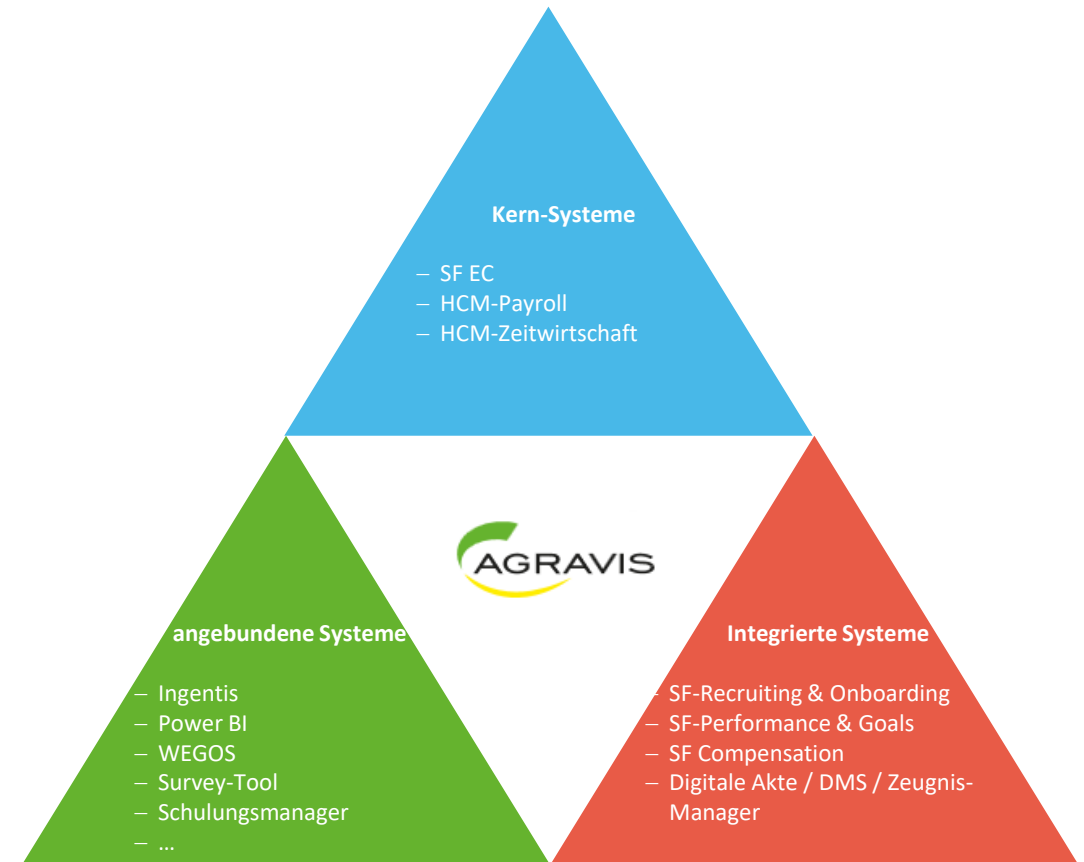 Kern-Systeme
– SF EC
– HCM-Payroll
– HCM-Zeitwirtschaft
AGRAVIS
angebundene Systeme
– Ingentis
– Power BI
– WEGOS
– Survey-Tool
– Schulungsmanager
– ...
Integrierte Systeme
– SF-Recruiting & Onboarding
– SF-Performance & Goals
– SF Compensation
– Digitale Akte / DMS / Zeugnis-
Manager